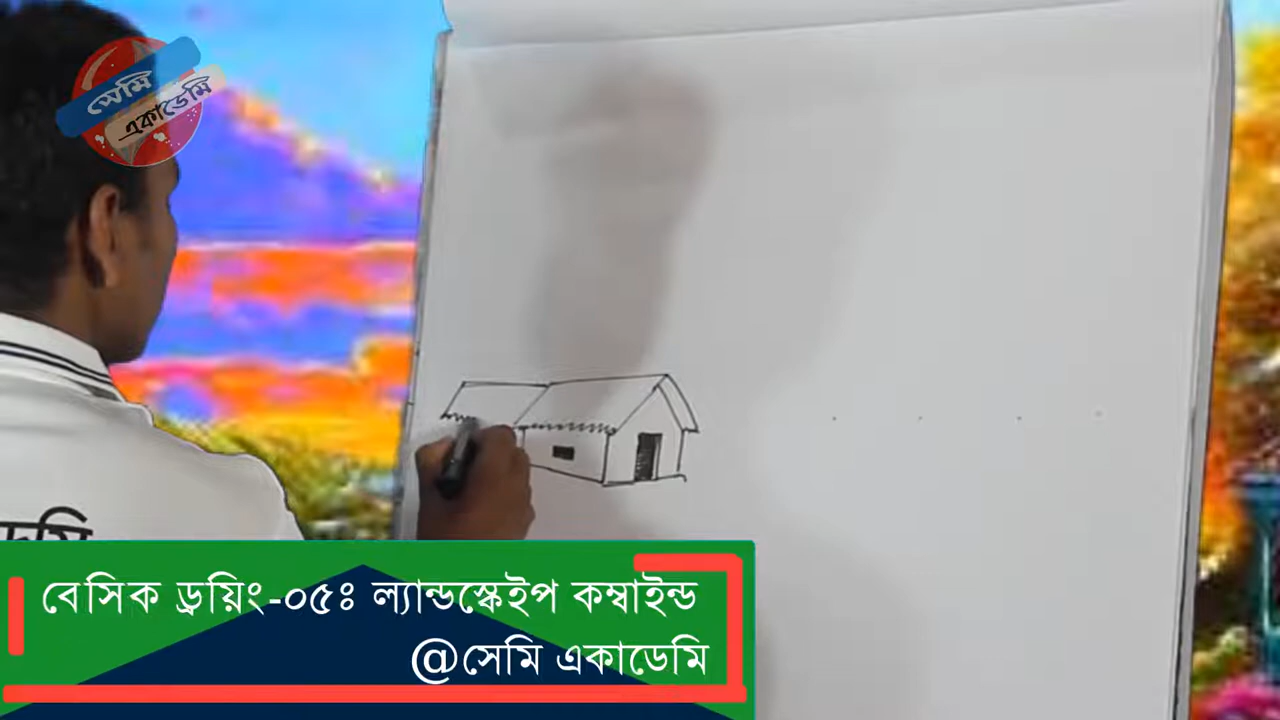 সেমি
একাডেমি
বেসিক ড্রয়িং-০৫ঃ ল্যান্ডস্কেইপ কম্বাইন্ড
@সেমি একাডেমি